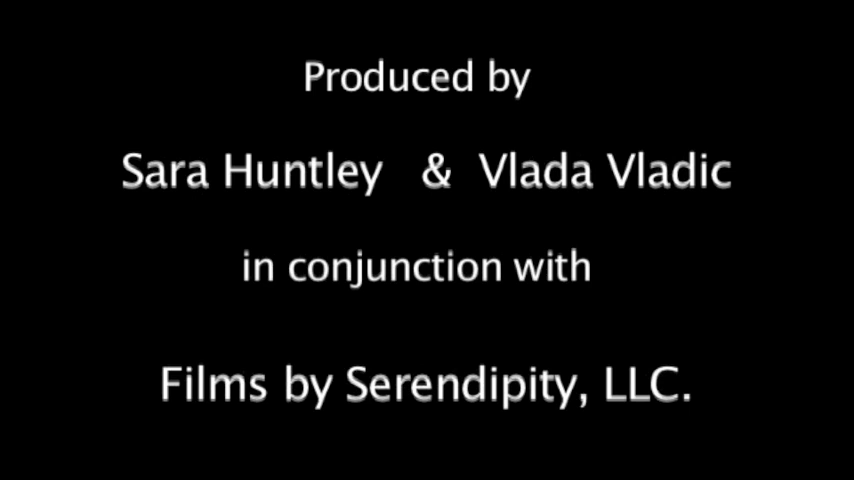 Produced by
Sara Huntley & Vlada Vladic
in conjunction with
Films by Serendipity, LLC.